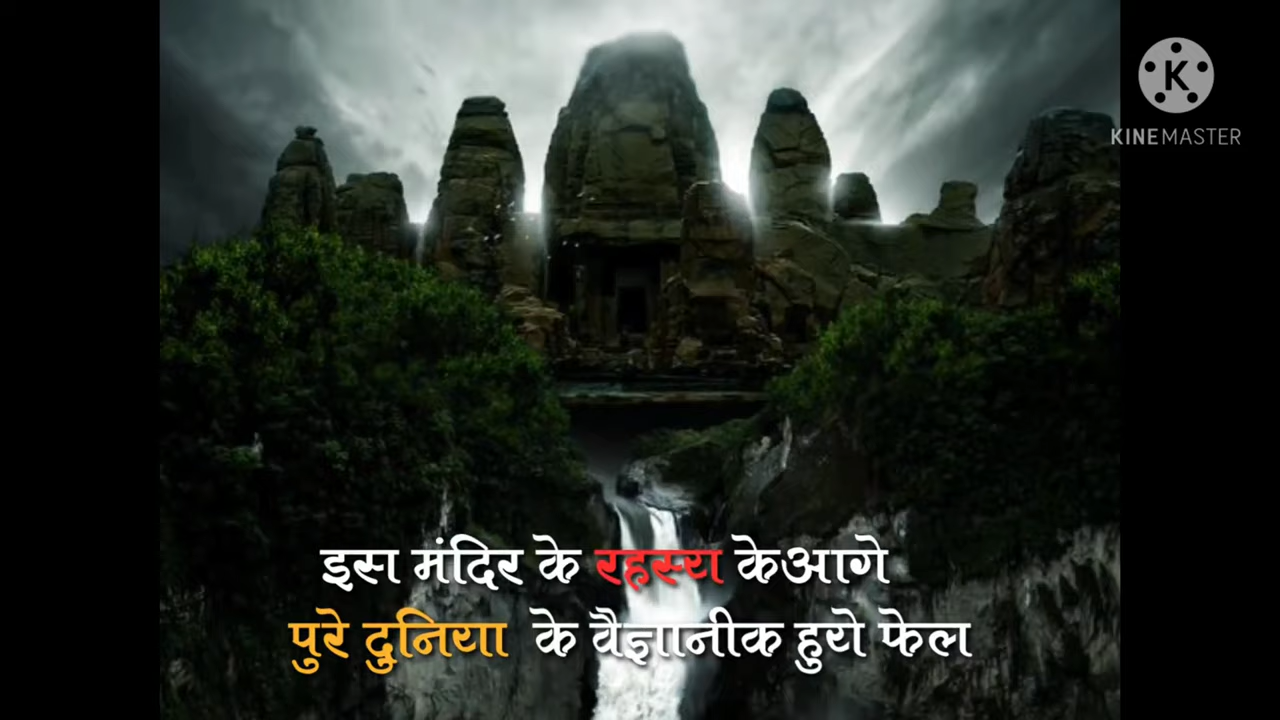 KINEMASTER
इस मंदिर के रहस्य केआगे
पुरे दुनिया के वैज्ञानीक हुये फेल